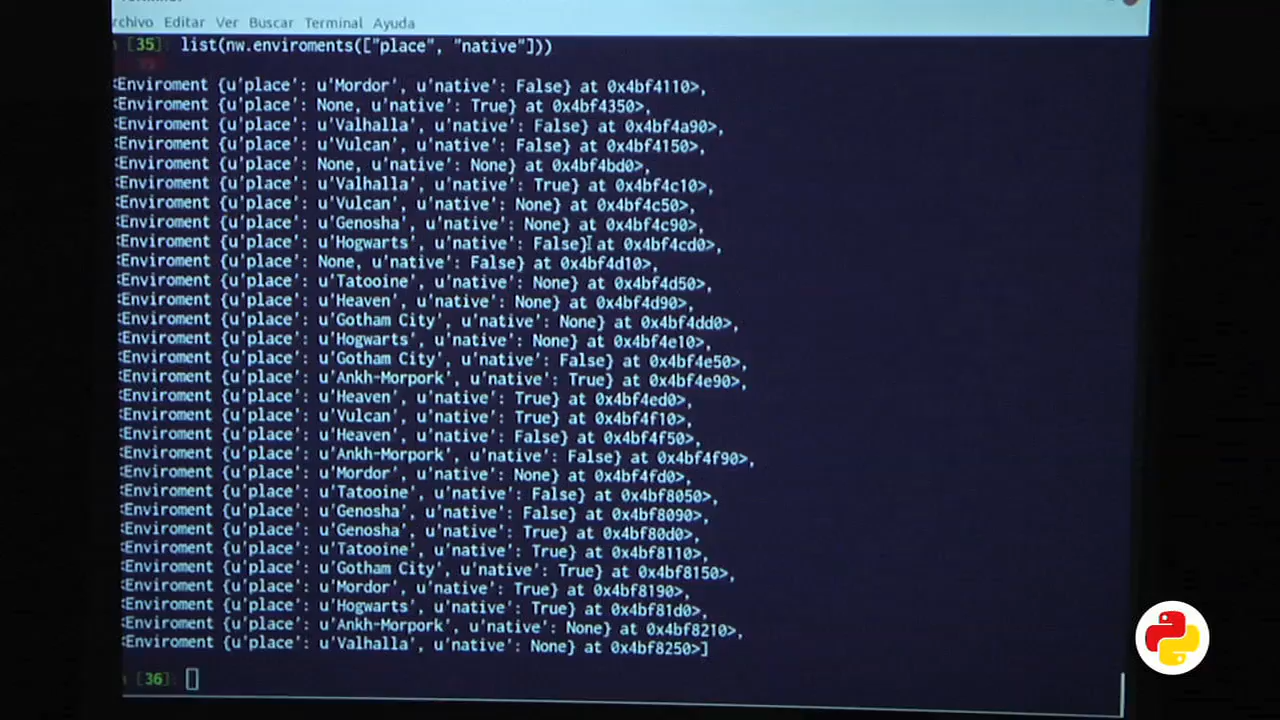 rchivo Editar Ver Buscar Terminal Ayuda
[35]: list(nw.enviroments(["place", "native"]))
<Enviroment {u'place': u'Mordor', u'native': False} at 0x4bf4110>,
<Enviroment {u'place': None, u'native': True} at 0x4bf4350>,
<Enviroment {u'place': u'Valhalla', u'native': False} at 0x4bf4a90>,
<Enviroment {u'place': u'Vulcan', u'native': False} at 0x4bf4150>,
<Enviroment {u'place': None, u'native': None} at 0x4bf4bd0>,
<Enviroment {u'place': u'Valhalla', u'native': True} at 0x4bf4c10>,
<Enviroment {u'place': u'Vulcan', u'native': None} at 0x4bf4c50>,
<Enviroment {u'place': u'Genosha', u'native': None} at 0x4bf4c90>,
<Enviroment {u'place': u'Hogwarts', u'native': False} at 0x4bf4cd0>,
<Enviroment {u'place': None, u'native': False} at 0x4bf4d10>,
<Enviroment {u'place': u'Tatooine', u'native': None} at 0x4bf4d50>,
<Enviroment {u'place': u'Heaven', u'native': None} at 0x4bf4d90>,
<Enviroment {u'place': u'Gotham City', u'native': None} at 0x4bf4dd0>,
<Enviroment {u'place': u'Hogwarts', u'native': None} at 0x4bf4e10>,
<Enviroment {u'place': u'Gotham City', u'native': False} at 0x4bf4e50>,
<Enviroment {u'place': u'Ankh-Morpork', u'native': True} at 0x4bf4e90>,
<Enviroment {u'place': u'Heaven', u'native': True} at 0x4bf4ed0>,
<Enviroment {u'place': u'Vulcan', u'native': True} at 0x4bf4f10>,
<Enviroment {u'place': u'Heaven', u'native': False} at 0x4bf4f50>,
<Enviroment {u'place': u'Ankh-Morpork', u'native': False} at 0x4bf4f90>,
<Enviroment {u'place': u'Mordor', u'native': None} at 0x4bf4fd0>,
<Enviroment {u'place': u'Tatooine', u'native': False} at 0x4bf8050>,
<Enviroment {u'place': u'Genosha', u'native': False} at 0x4bf8090>,
<Enviroment {u'place': u'Genosha', u'native': True} at 0x4bf80d0>,
<Enviroment {u'place': u'Tatooine', u'native': True} at 0x4bf8110>,
<Enviroment {u'place': u'Gotham City', u'native': True} at 0x4bf8150>,
<Enviroment {u'place': u'Mordor', u'native': True} at 0x4bf8190>,
<Enviroment {u'place': u'Hogwarts', u'native': True} at 0x4bf81d0>,
<Enviroment {u'place': u'Ankh-Morpork', u'native': None} at 0x4bf8210>,
<Enviroment {u'place': u'Valhalla', u'native': None} at 0x4bf8250>]
[36]: